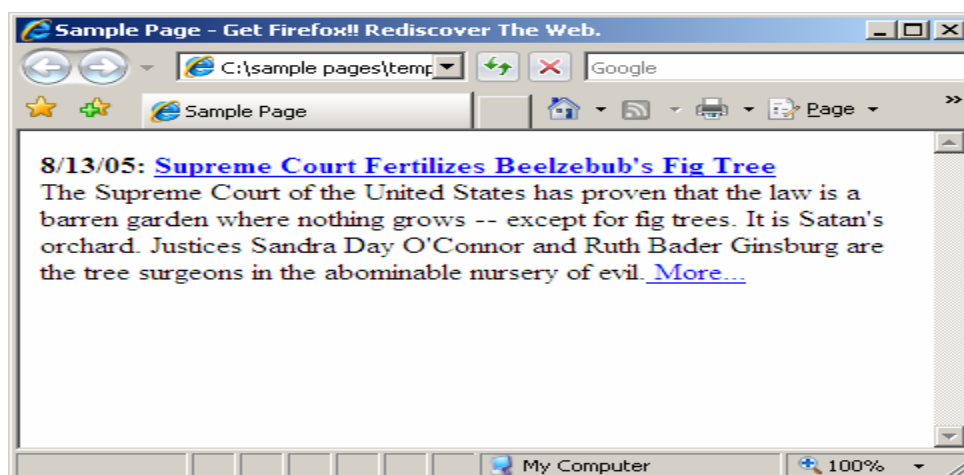 Sample Page - Get Firefox!! Rediscover The Web.
C:\sample pages\temp
Google
Sample Page
Page
»
8/13/05: Supreme Court Fertilizes Beelzebub's Fig Tree
The Supreme Court of the United States has proven that the law is a
barren garden where nothing grows -- except for fig trees. It is Satan's
orchard. Justices Sandra Day O'Connor and Ruth Bader Ginsburg are
the tree surgeons in the abominable nursery of evil. More...
My Computer
100%